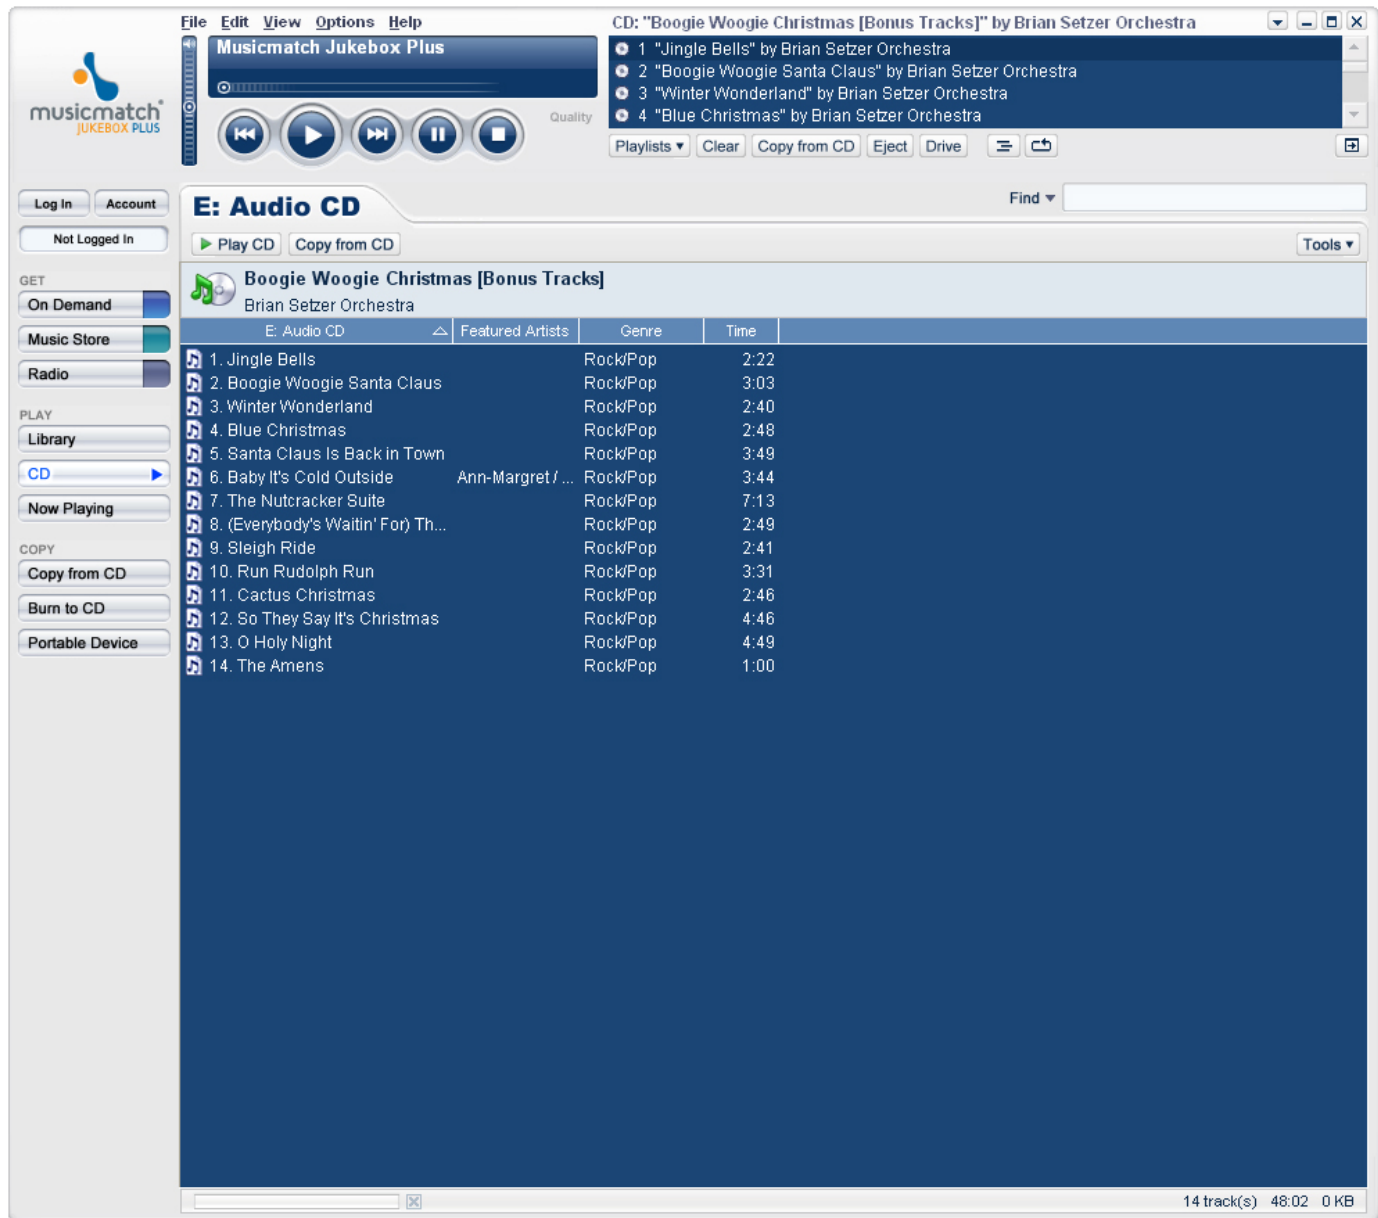 File Edit View Options Help
CD: "Boogie Woogie Christmas [Bonus Tracks]" by Brian Setzer Orchestra
musicmatch®
JUKEBOX PLUS
Musicmatch Jukebox Plus
Quality
1 "Jingle Bells" by Brian Setzer Orchestra
2 "Boogie Woogie Santa Claus" by Brian Setzer Orchestra
3 "Winter Wonderland" by Brian Setzer Orchestra
4 "Blue Christmas" by Brian Setzer Orchestra
Playlists Clear Copy from CD Eject Drive
Log In Account
Not Logged In
GET
On Demand
Music Store
Radio
PLAY
Library
CD
Now Playing
COPY
Copy from CD
Burn to CD
Portable Device
E: Audio CD
Find
Play CD Copy from CD Tools
Boogie Woogie Christmas [Bonus Tracks]
Brian Setzer Orchestra
E: Audio CD Featured Artists Genre Time
1. Jingle Bells Rock/Pop 2:22
2. Boogie Woogie Santa Claus Rock/Pop 3:03
3. Winter Wonderland Rock/Pop 2:40
4. Blue Christmas Rock/Pop 2:48
5. Santa Claus Is Back in Town Rock/Pop 3:49
6. Baby It's Cold Outside Ann-Margret / ... Rock/Pop 3:44
7. The Nutcracker Suite Rock/Pop 7:13
8. (Everybody's Waitin' For) Th... Rock/Pop 2:49
9. Sleigh Ride Rock/Pop 2:41
10. Run Rudolph Run Rock/Pop 3:31
11. Cactus Christmas Rock/Pop 2:46
12. So They Say It's Christmas Rock/Pop 4:46
13. O Holy Night Rock/Pop 4:49
14. The Amens Rock/Pop 1:00
14 track(s) 48:02 0 KB